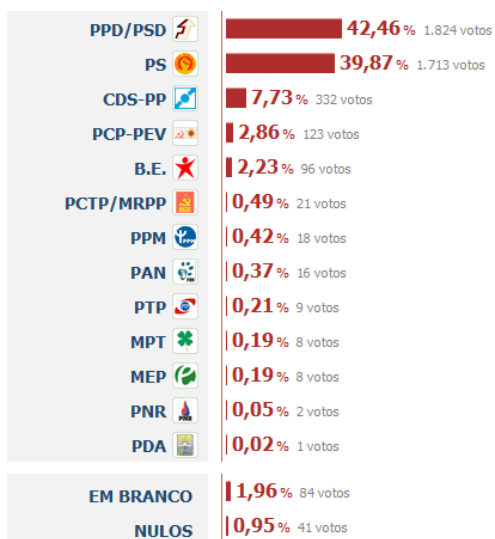 PPD/PSD 42,46% 1.824 votos
PS 39,87% 1.713 votos
CDS-PP 7,73% 332 votos
PCP-PEV 2,86% 123 votos
B.E. 2,23% 96 votos
PCTP/MRPP 0,49% 21 votos
PPM 0,42% 18 votos
PAN 0,37% 16 votos
PTP 0,21% 9 votos
MPT 0,19% 8 votos
MEP 0,19% 8 votos
PNR 0,05% 2 votos
PDA 0,02% 1 votos
EM BRANCO 1,96% 84 votos
NULOS 0,95% 41 votos